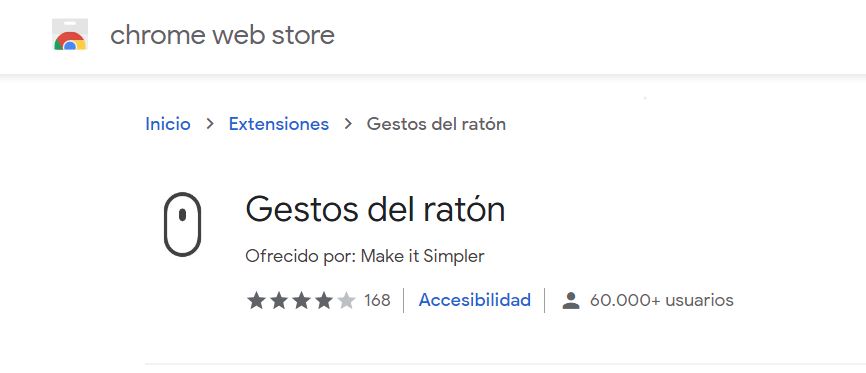 chrome web store
Inicio > Extensiones > Gestos del ratón
Gestos del ratón
Ofrecido por: Make it Simpler
168 | Accesibilidad | 60.000+ usuarios